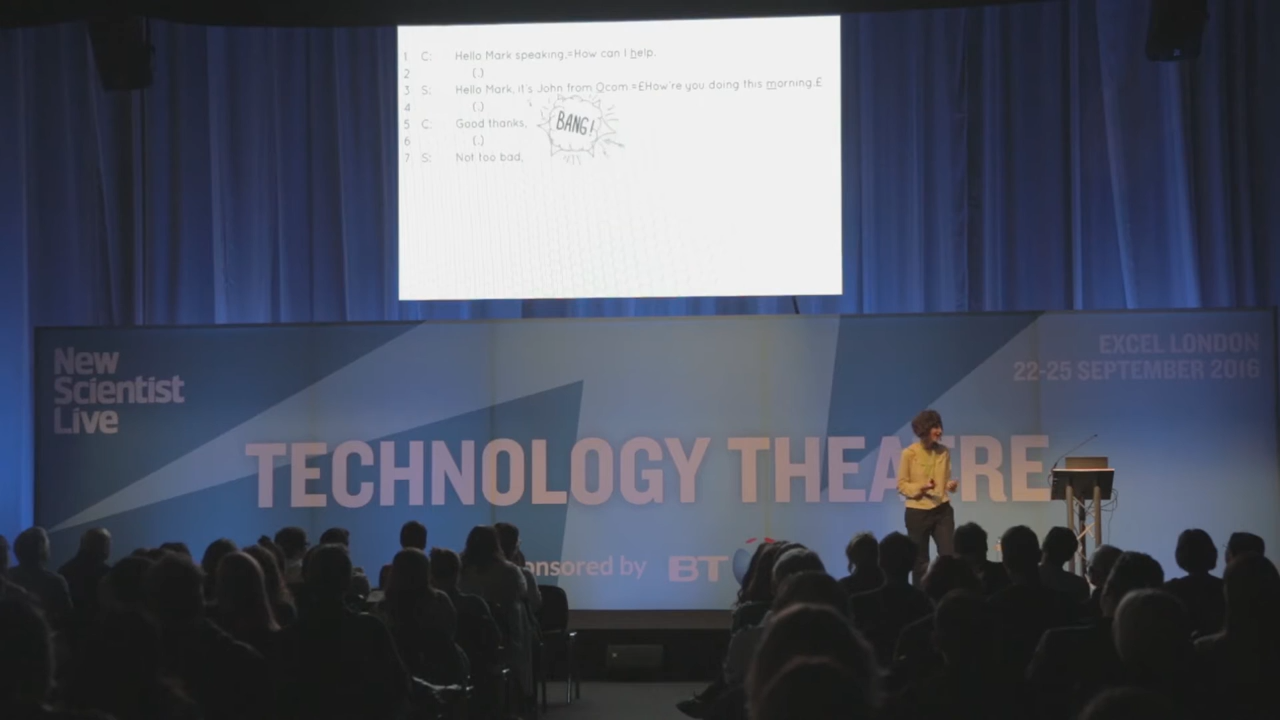 1 C: Hello Mark speaking.=How can I help.
2 (.)
3 S: Hello Mark, it's John from Qcom =£How're you doing this morning.£
4 (.)
5 C: Good thanks,
BANG!
6 (.)
7 S: Not too bad,
New
Scientist
Live
EXCEL LONDON
22-25 SEPTEMBER 2016
TECHNOLOGY THEATRE
onsored by BT